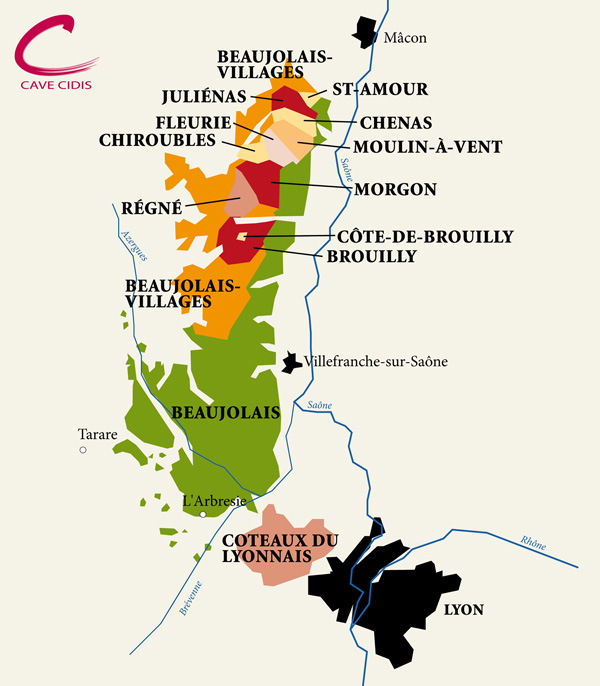 CAVE CIDIS
Mâcon
BEAUJOLAIS-
VILLAGES
ST-AMOUR
JULIÉNAS
FLEURIE
CHENAS
CHIROUBLES
MOULIN-À-VENT
Saône
MORGON
RÉGNÉ
Azergues
CÔTE-DE-BROUILLY
BROUILLY
BEAUJOLAIS-
VILLAGES
Villefranche-sur-Saône
BEAUJOLAIS
Saône
Tarare
L'Arbresie
COTEAUX DU
LYONNAIS
Rhône
Brévenne
LYON